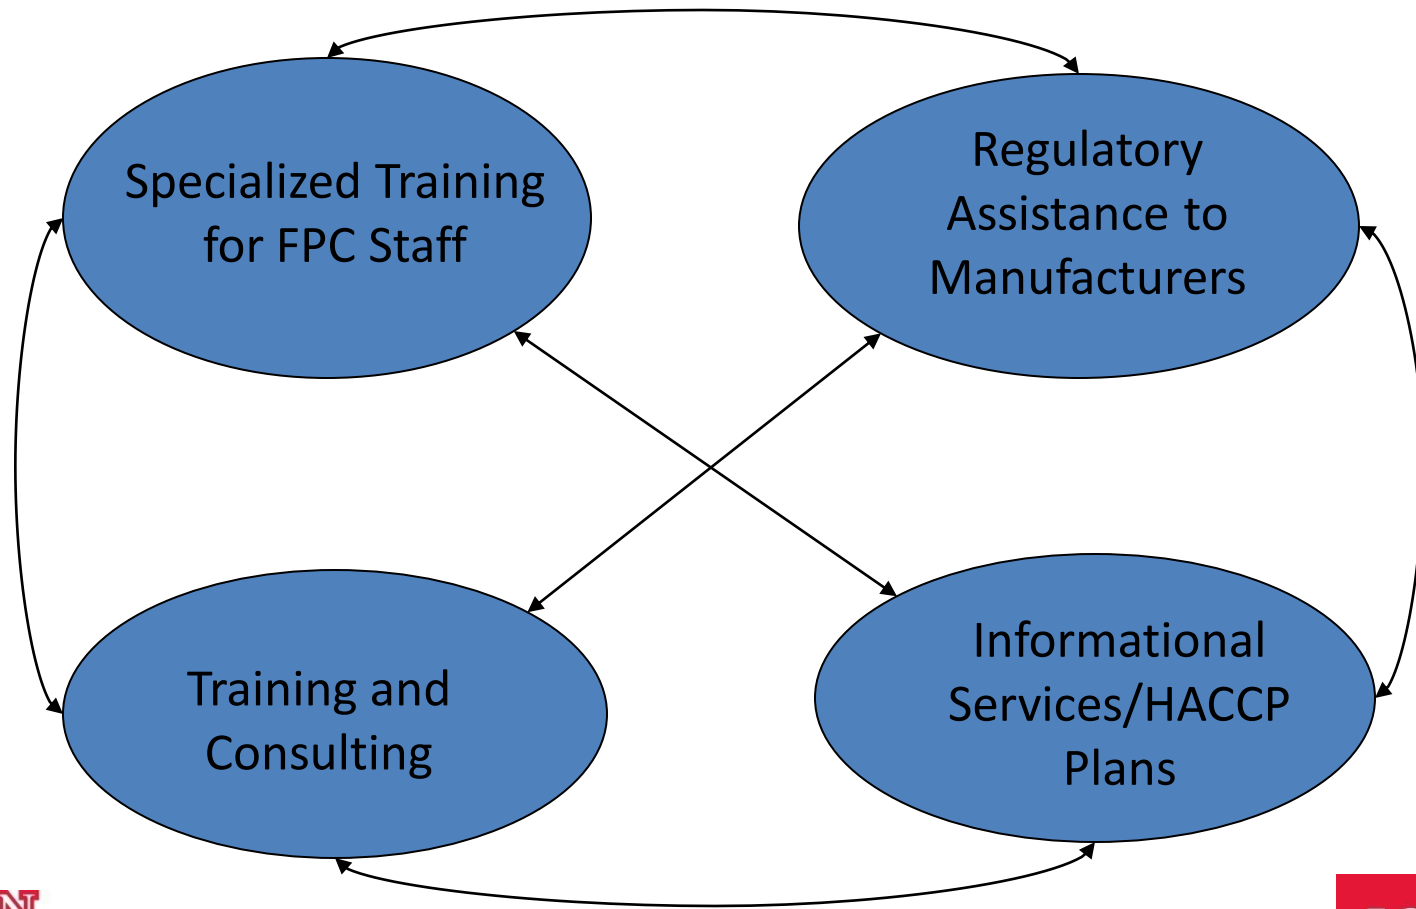 Specialized Training
for FPC Staff
Regulatory
Assistance to
Manufacturers
Training and
Consulting
Informational
Services/HACCP
Plans
N